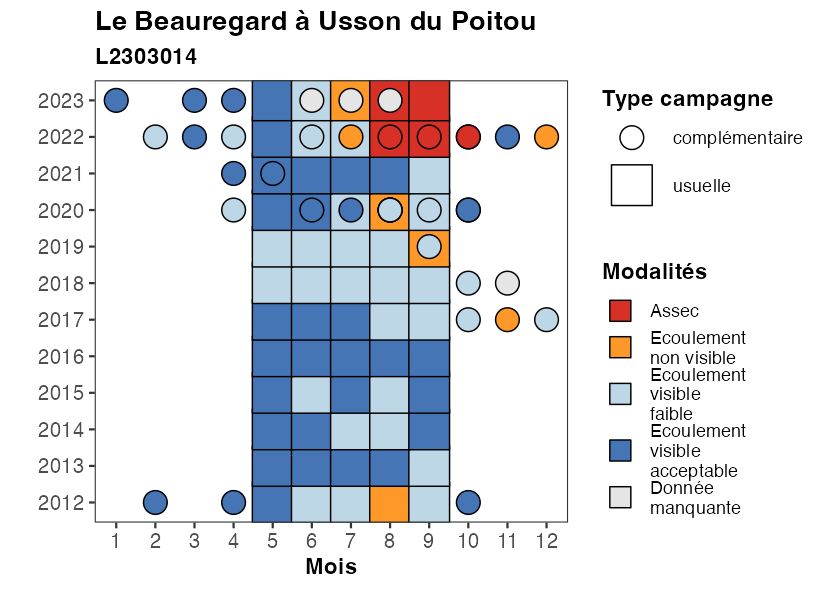 Le Beauregard à Usson du Poitou
L2303014
2023
2022
2021
2020
2019
2018
2017
2016
2015
2014
2013
2012
1 2 3 4 5 6 7 8 9 10 11 12
Mois
Type campagne
complémentaire
usuelle
Modalités
Assec
Ecoulement
non visible
Ecoulement
visible
faible
Ecoulement
visible
acceptable
Donnée
manquante